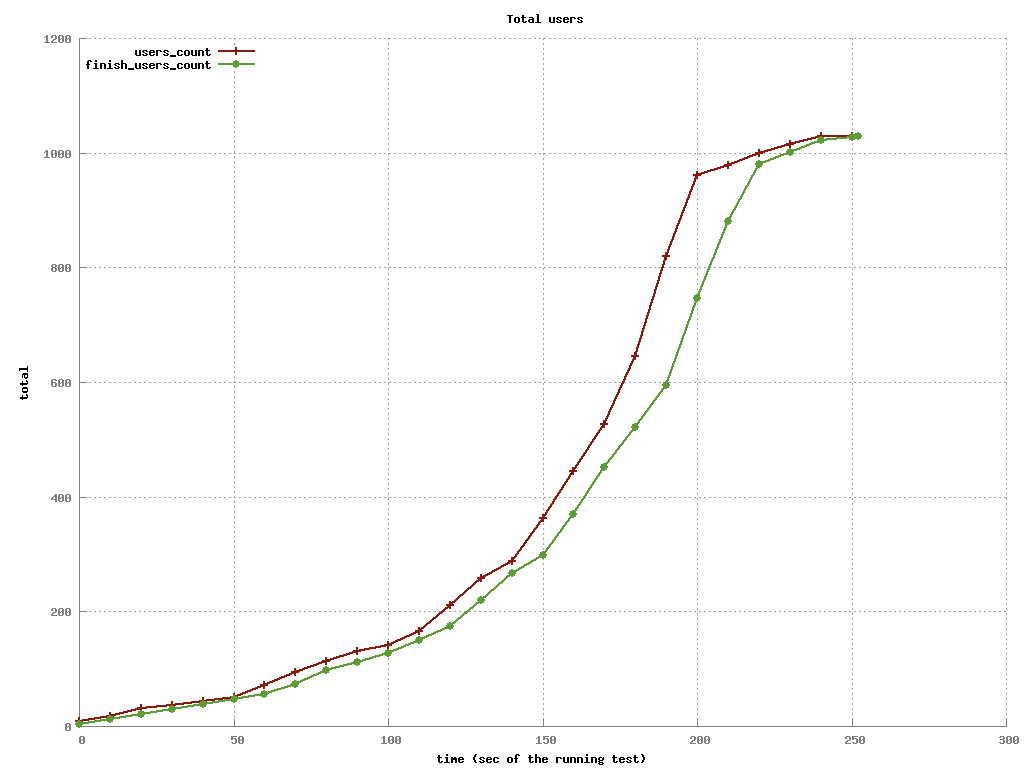 Total users
1200
users_count
finish_users_count
1000
800
600
total
400
200
0
0 50 100 150 200 250 300
time (sec of the running test)